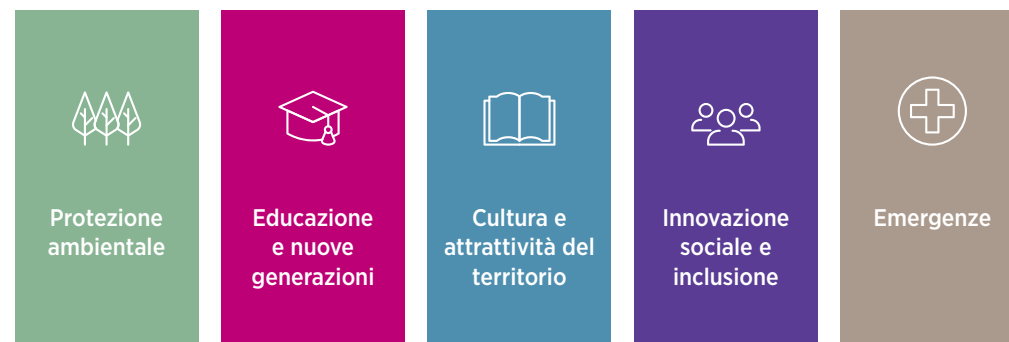 Protezione
ambientale
Educazione
e nuove
generazioni
Cultura e
attrattività del
territorio
Innovazione
sociale e
inclusione
Emergenze